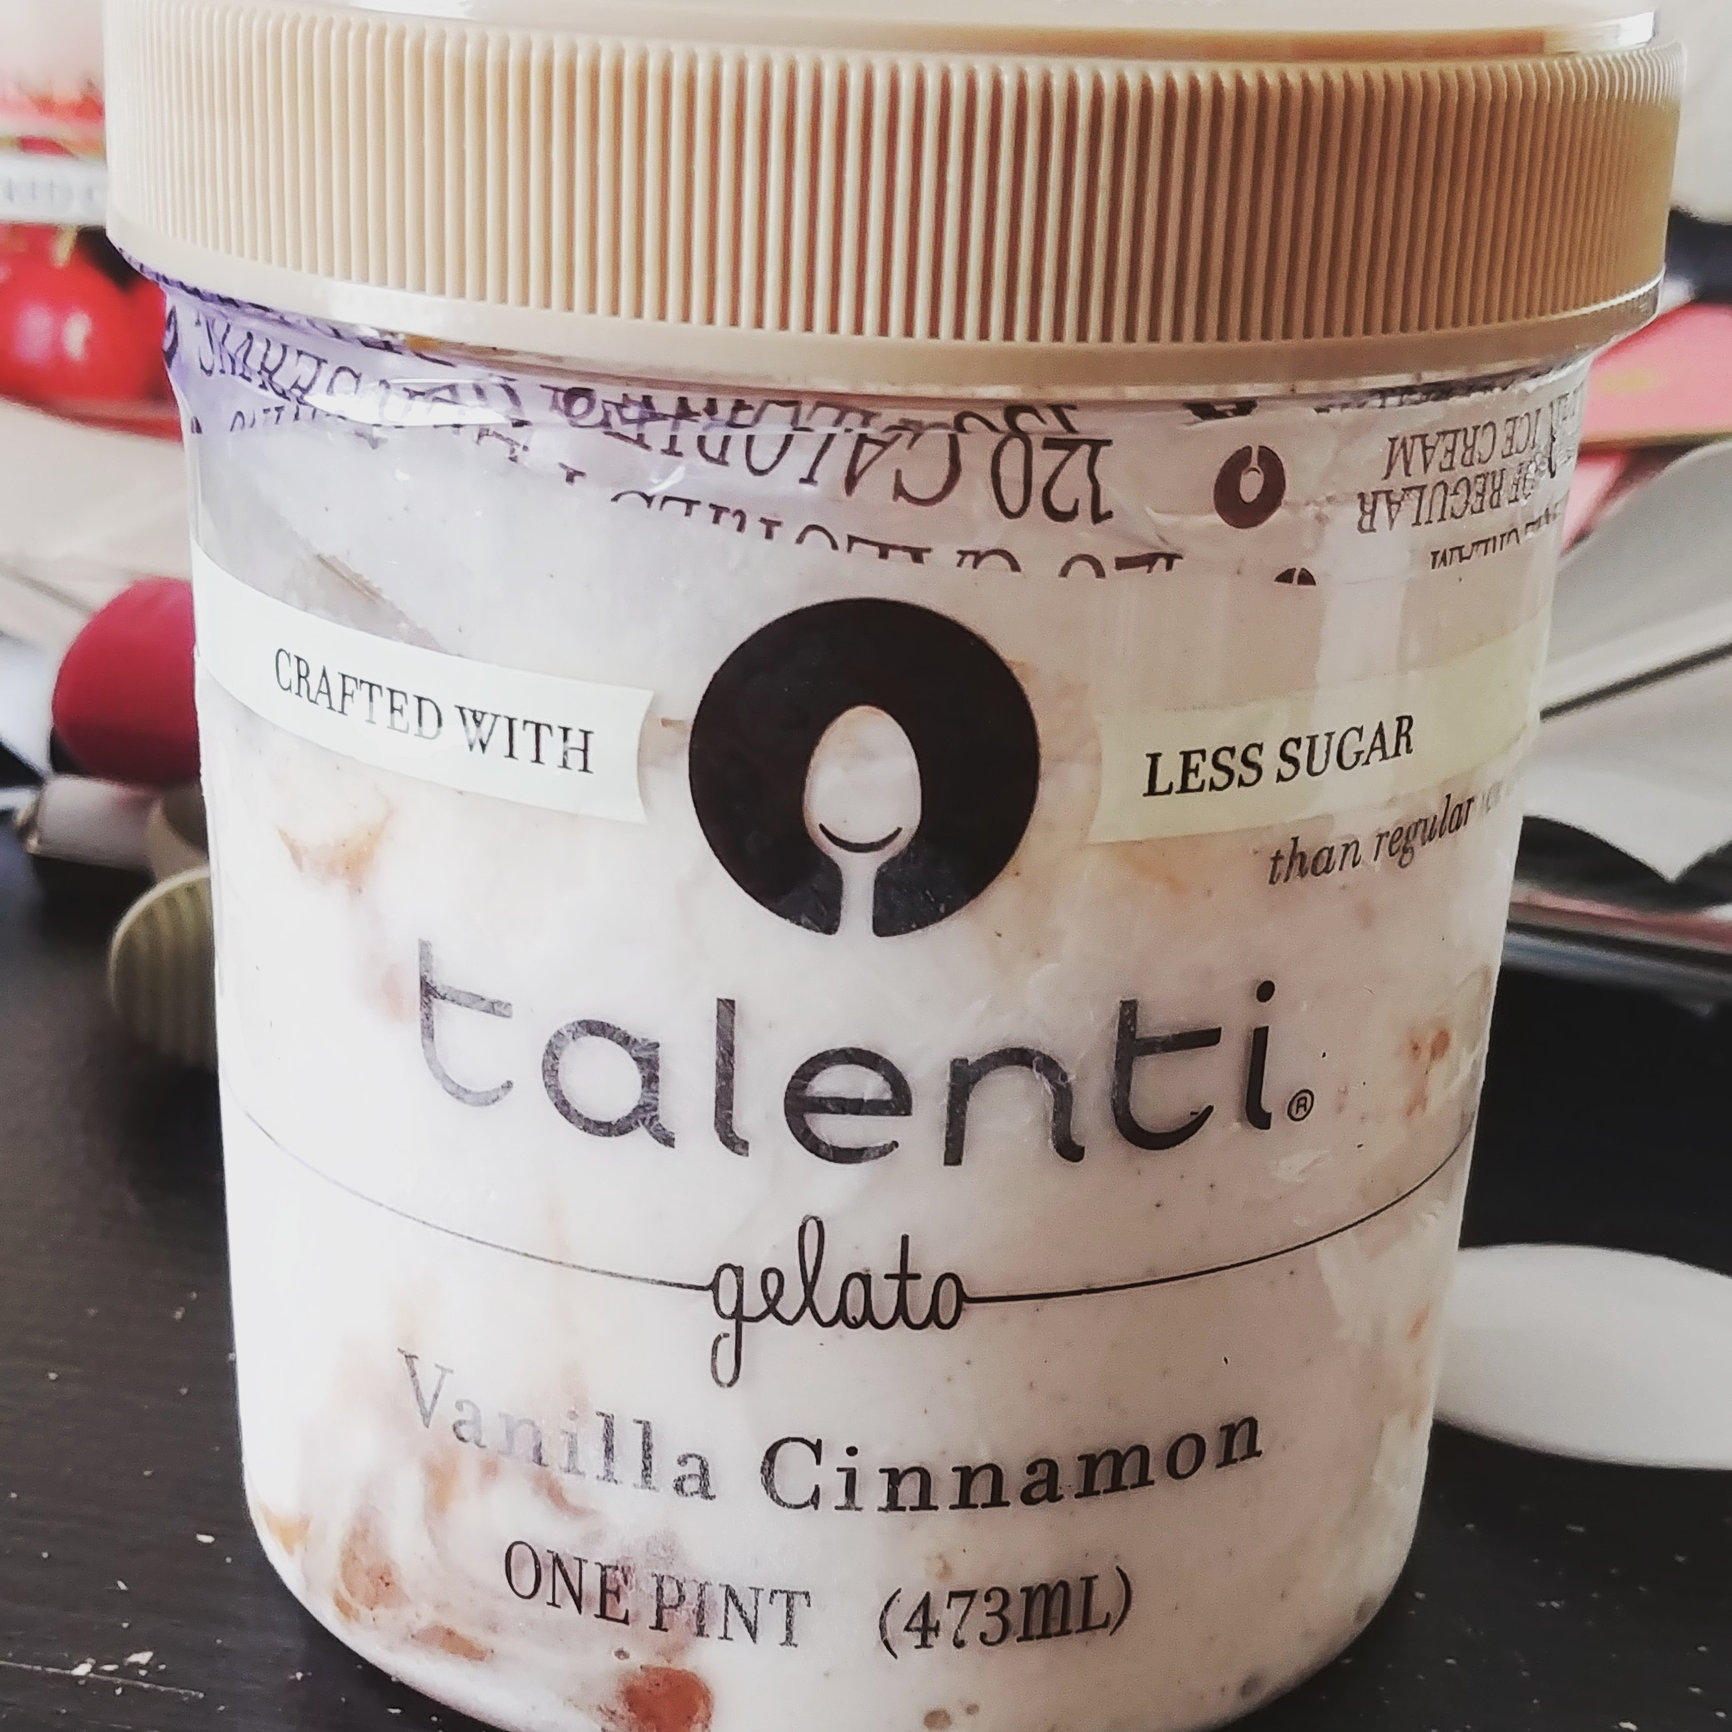 120 CALORIES
OF REGULAR
ICE CREAM
CRAFTED WITH
LESS SUGAR
than regular
talenti®
gelato
Vanilla Cinnamon
ONE PINT (473mL)